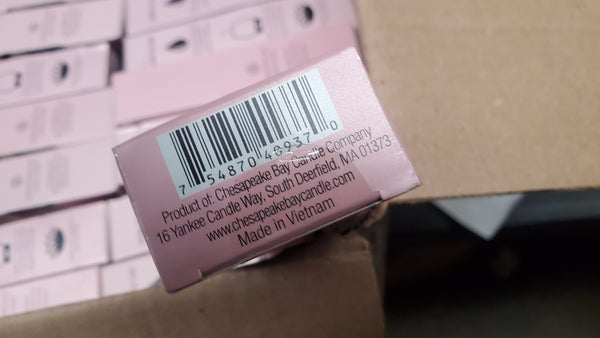 7 54870 48937 0
Product of: Chesapeake Bay Candle Company
16 Yankee Candle Way, South Deerfield, MA 01373
www.chesapeakebaycandle.com
Made in Vietnam